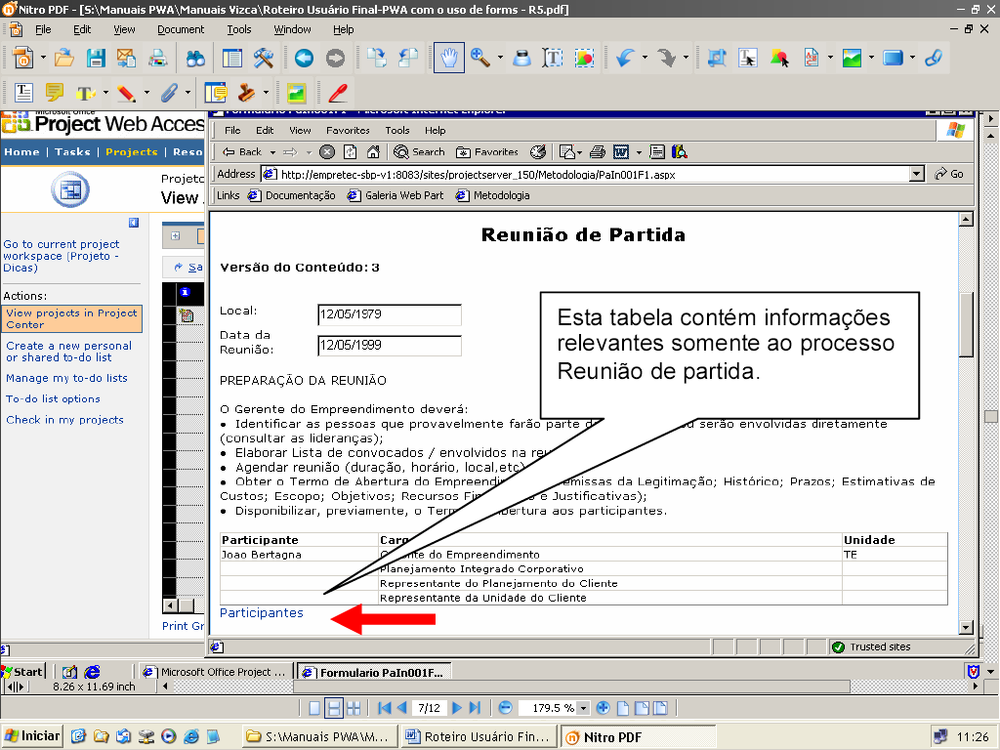 Nitro PDF - [S:\Manuais PWA\Manuais Vizca\Roteiro Usuário Final-PWA com o uso de forms - R5.pdf]
File Edit View Document Tools Window Help
Microsoft Office
Project Web Acces
Home | Tasks | Projects | Reso
Projeto
View
Go to current project
workspace (Projeto -
Dicas)
Actions:
View projects in Project
Center
Create a new personal
or shared to-do list
Manage my to-do lists
To-do list options
Check in my projects
Print Gr
Formulario PaIn001F1 - Microsoft Internet Explorer
File Edit View Favorites Tools Help
Back Search Favorites
Address http://empretec-sbp-v1:8083/sites/projectserver_150/Metodologia/PaIn001F1.aspx Go
Links Documentação Galeria Web Part Metodologia
Reunião de Partida
Versão do Conteúdo: 3
Local: 12/05/1979
Data da
Reunião: 12/05/1999
Esta tabela contém informações
relevantes somente ao processo
Reunião de partida.
PREPARAÇÃO DA REUNIÃO
O Gerente do Empreendimento deverá:
• Identificar as pessoas que provavelmente farão parte d ou serão envolvidas diretamente
(consultar as lideranças);
• Elaborar Lista de convocados / envolvidos na reu
• Agendar reunião (duração, horário, local,etc)
• Obter o Termo de Abertura do Empreendi emissas da Legitimação; Histórico; Prazos; Estimativas de
Custos; Escopo; Objetivos; Recursos Fin e Justificativas);
• Disponibilizar, previamente, o Term bertura aos participantes.
Participante Cargo Unidade
Joao Bertagna Gerente do Empreendimento TE
Planejamento Integrado Corporativo
Representante do Planejamento do Cliente
Representante da Unidade do Cliente
Participantes
Trusted sites
Start Microsoft Office Project ... Formulario PaIn001F...
8.26 x 11.69 inch
7/12 179.5 %
Iniciar S:\Manuais PWA\M... Roteiro Usuário Fin... Nitro PDF 11:26